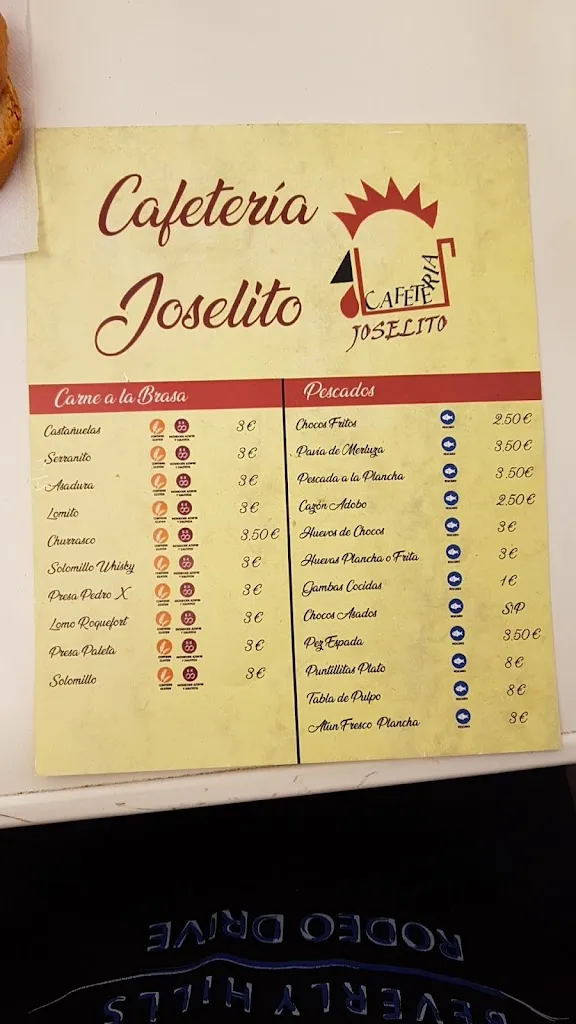 Cafetería
Joselito
CAFETERIA
JOSELITO
Carne a la Brasa
Castañuelas 3€
Serranito 3€
Asadura 3€
Lomito 3€
Churrasco 3,50€
Solomillo Whisky 3€
Presa Pedro X 3€
Lomo Roquefort 3€
Presa Paleta 3€
Solomillo 3€
Pescados
Chocos Fritos 2,50€
Pavia de Merluza 3,50€
Pescada a la Plancha 3,50€
Cazón Adobo 2,50€
Huevos de Chocos 3€
Huevas Plancha o Frita 3€
Gambas Cocidas 1€
Chocos Asados S\P
Pez Espada 3,50€
Puntillitas Plato 8€
Tabla de Pulpo 8€
Atún Fresco Plancha 3€
RODEO DRIVE
BEVERLY HILLS